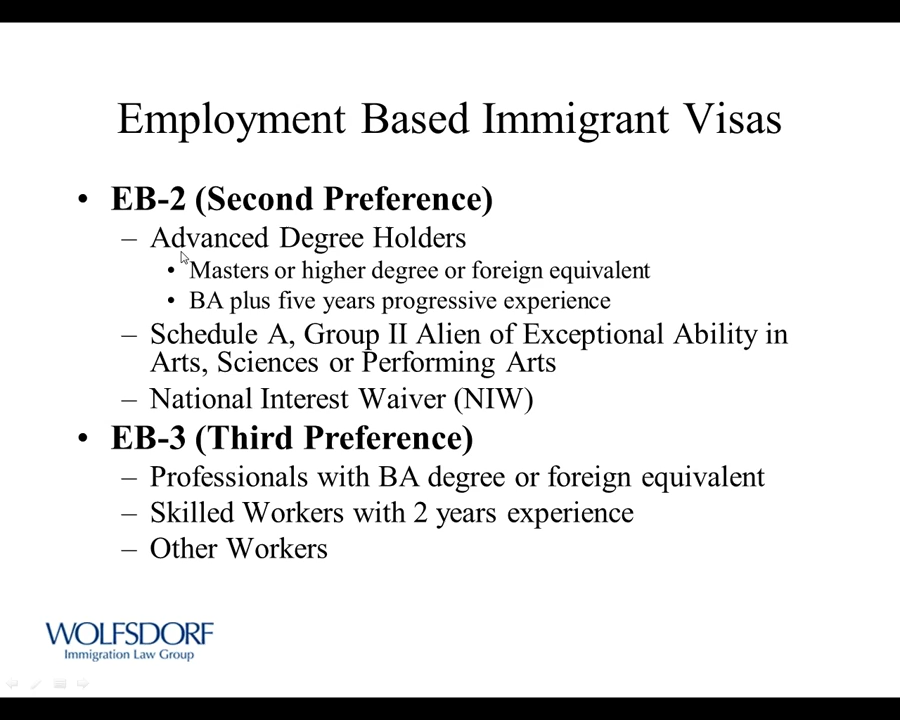 Employment Based Immigrant Visas
• EB-2 (Second Preference)
– Advanced Degree Holders
• Masters or higher degree or foreign equivalent
• BA plus five years progressive experience
– Schedule A, Group II Alien of Exceptional Ability in
Arts, Sciences or Performing Arts
– National Interest Waiver (NIW)
• EB-3 (Third Preference)
– Professionals with BA degree or foreign equivalent
– Skilled Workers with 2 years experience
– Other Workers
WOLFSDORF
Immigration Law Group